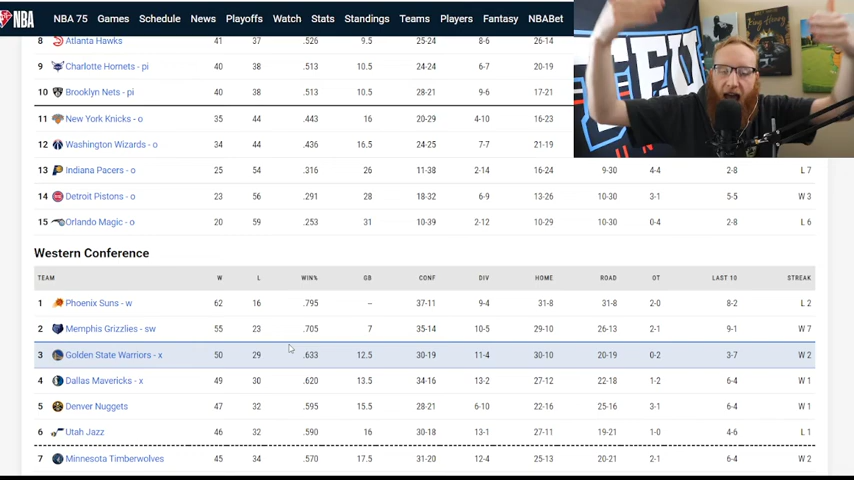 NBA NBA 75 Games Schedule News Playoffs Watch Stats Standings Teams Players Fantasy NBABet
8 Atlanta Hawks 41 37 .526 9.5 25-24 8-6 26-14
9 Charlotte Hornets - pi 40 38 .513 10.5 24-24 6-7 20-19
10 Brooklyn Nets - pi 40 38 .513 10.5 28-21 9-6 17-21
11 New York Knicks - o 35 44 .443 16 20-29 4-10 16-23
12 Washington Wizards - o 34 44 .436 16.5 24-25 7-7 21-19
13 Indiana Pacers - o 25 54 .316 26 11-38 2-14 16-24 9-30 4-4 2-8 L 7
14 Detroit Pistons - o 23 56 .291 28 18-32 6-9 13-26 10-30 3-1 5-5 W 3
15 Orlando Magic - o 20 59 .253 31 10-39 2-12 10-29 10-30 0-4 2-8 L 6
Western Conference
TEAM W L WIN% GB CONF DIV HOME ROAD OT LAST 10 STREAK
1 Phoenix Suns - w 62 16 .795 -- 37-11 9-4 31-8 31-8 2-0 8-2 L 2
2 Memphis Grizzlies - sw 55 23 .705 7 35-14 10-5 29-10 26-13 2-1 9-1 W 7
3 Golden State Warriors - x 50 29 .633 12.5 30-19 11-4 30-10 20-19 0-2 3-7 W 2
4 Dallas Mavericks - x 49 30 .620 13.5 34-16 13-2 27-12 22-18 1-2 6-4 W 1
5 Denver Nuggets 47 32 .595 15.5 28-21 6-10 22-16 25-16 3-1 6-4 W 1
6 Utah Jazz 46 32 .590 16 30-18 13-1 27-11 19-21 1-0 4-6 L 1
7 Minnesota Timberwolves 45 34 .570 17.5 31-20 12-4 25-13 20-21 2-1 6-4 W 2